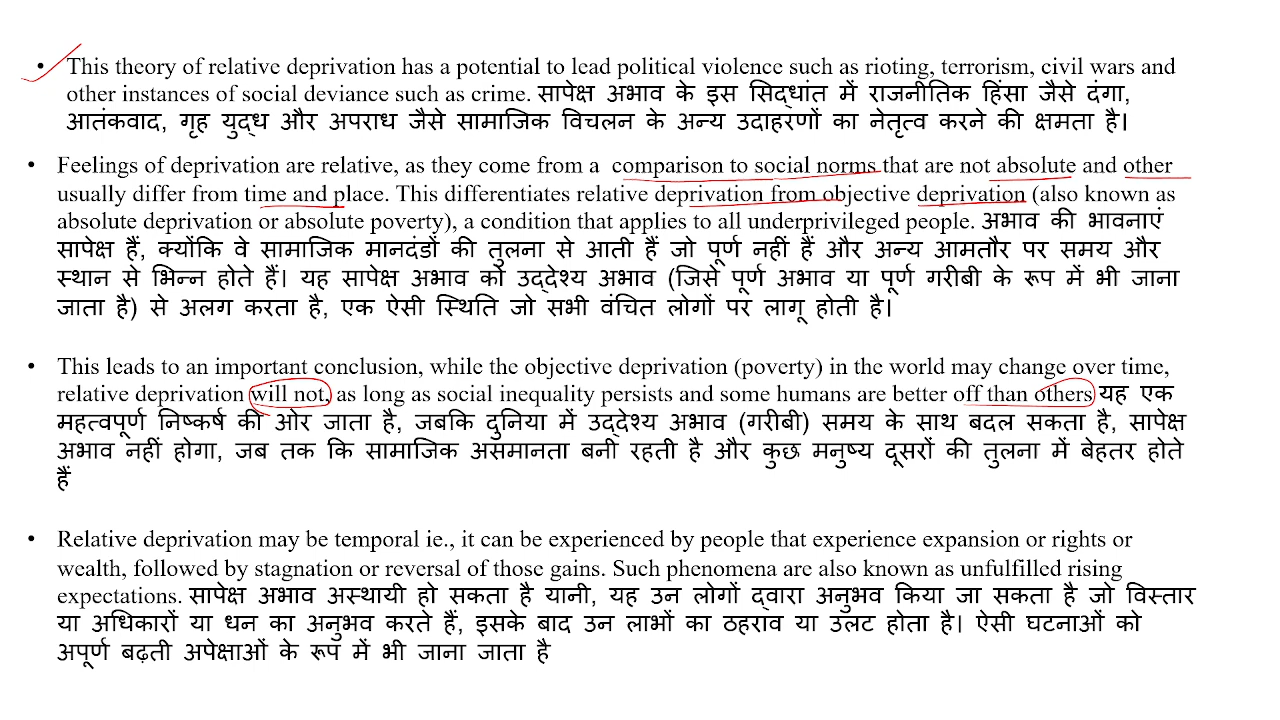 • This theory of relative deprivation has a potential to lead political violence such as rioting, terrorism, civil wars and
other instances of social deviance such as crime. सापेक्ष अभाव के इस सिद्धांत में राजनीतिक हिंसा जैसे दंगा,
आतंकवाद, गृह युद्ध और अपराध जैसे सामाजिक विचलन के अन्य उदाहरणों का नेतृत्व करने की क्षमता है।
• Feelings of deprivation are relative, as they come from a comparison to social norms that are not absolute and other
usually differ from time and place. This differentiates relative deprivation from objective deprivation (also known as
absolute deprivation or absolute poverty), a condition that applies to all underprivileged people. अभाव की भावनाएं
सापेक्ष हैं, क्योंकि वे सामाजिक मानदंडों की तुलना से आती हैं जो पूर्ण नहीं हैं और अन्य आमतौर पर समय और
स्थान से भिन्न होते हैं। यह सापेक्ष अभाव को उद्देश्य अभाव (जिसे पूर्ण अभाव या पूर्ण गरीबी के रूप में भी जाना
जाता है) से अलग करता है, एक ऐसी स्थिति जो सभी वंचित लोगों पर लागू होती है।
• This leads to an important conclusion, while the objective deprivation (poverty) in the world may change over time,
relative deprivation will not, as long as social inequality persists and some humans are better off than others यह एक
महत्वपूर्ण निष्कर्ष की ओर जाता है, जबकि दुनिया में उद्देश्य अभाव (गरीबी) समय के साथ बदल सकता है, सापेक्ष
अभाव नहीं होगा, जब तक कि सामाजिक असमानता बनी रहती है और कुछ मनुष्य दूसरों की तुलना में बेहतर होते
हैं
• Relative deprivation may be temporal ie., it can be experienced by people that experience expansion or rights or
wealth, followed by stagnation or reversal of those gains. Such phenomena are also known as unfulfilled rising
expectations. सापेक्ष अभाव अस्थायी हो सकता है यानी, यह उन लोगों द्वारा अनुभव किया जा सकता है जो विस्तार
या अधिकारों या धन का अनुभव करते हैं, इसके बाद उन लाभों का ठहराव या उलट होता है। ऐसी घटनाओं को
अपूर्ण बढ़ती अपेक्षाओं के रूप में भी जाना जाता है